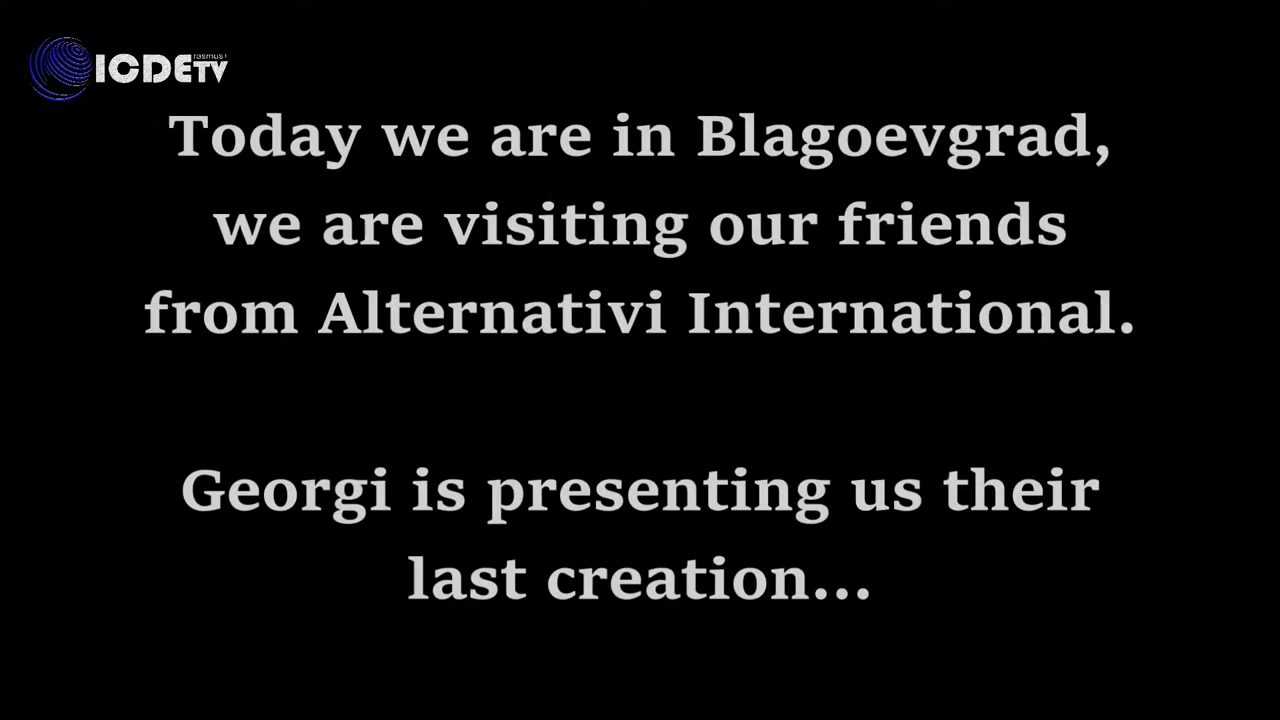 rasmus+
ICDETV
Today we are in Blagoevgrad,
we are visiting our friends
from Alternativi International.
Georgi is presenting us their
last creation...